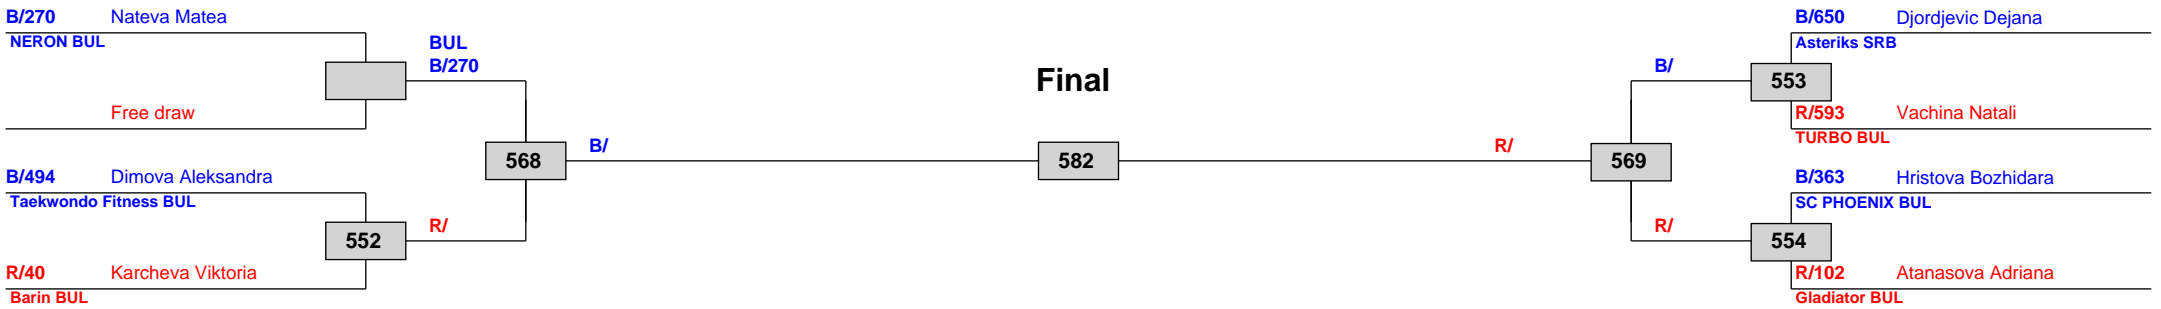 B/270 Nateva Matea
NERON BUL
BUL
B/270
Free draw
568
B/
B/494 Dimova Aleksandra
Taekwondo Fitness BUL
552
R/
R/40 Karcheva Viktoria
Barin BUL
Final
582
B/650 Djordjevic Dejana
Asteriks SRB
B/
553
R/593 Vachina Natali
TURBO BUL
R/
569
B/363 Hristova Bozhidara
SC PHOENIX BUL
R/
554
R/102 Atanasova Adriana
Gladiator BUL